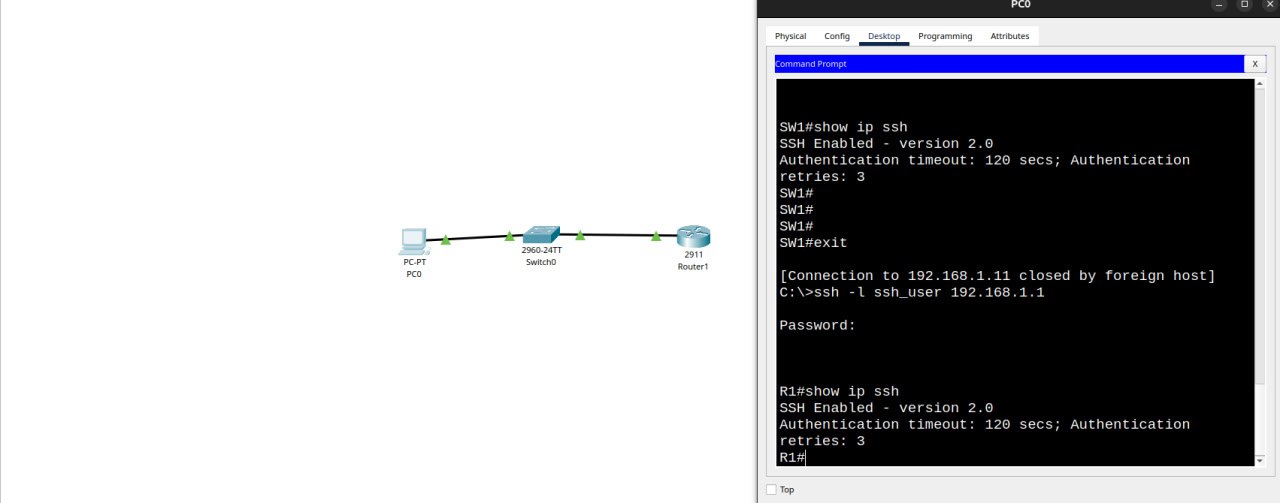 PC0
Physical Config Desktop Programming Attributes
Command Prompt X
SW1#show ip ssh
SSH Enabled - version 2.0
Authentication timeout: 120 secs; Authentication
retries: 3
SW1#
SW1#
SW1#
SW1#exit
[Connection to 192.168.1.11 closed by foreign host]
C:\>ssh -l ssh_user 192.168.1.1
Password:
R1#show ip ssh
SSH Enabled - version 2.0
Authentication timeout: 120 secs; Authentication
retries: 3
R1#
Top
PC-PT
PC0
2960-24TT
Switch0
2911
Router1